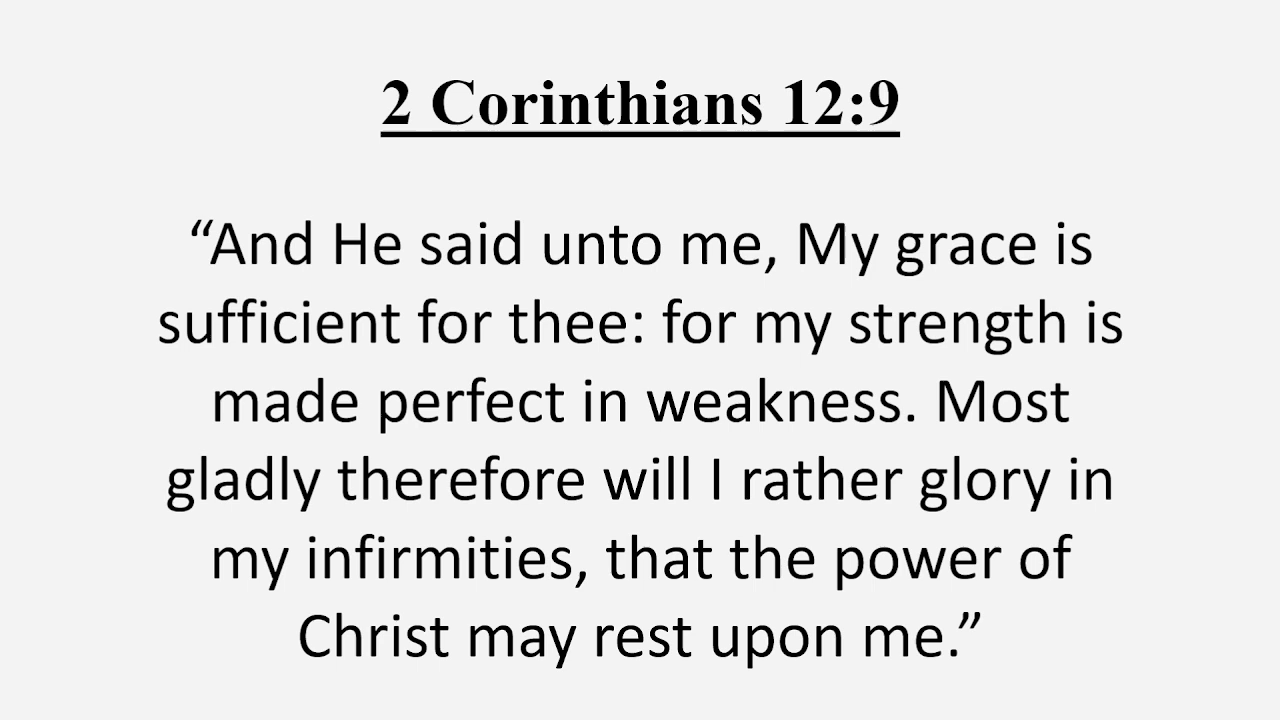 2 Corinthians 12:9
“And He said unto me, My grace is
sufficient for thee: for my strength is
made perfect in weakness. Most
gladly therefore will I rather glory in
my infirmities, that the power of
Christ may rest upon me.”